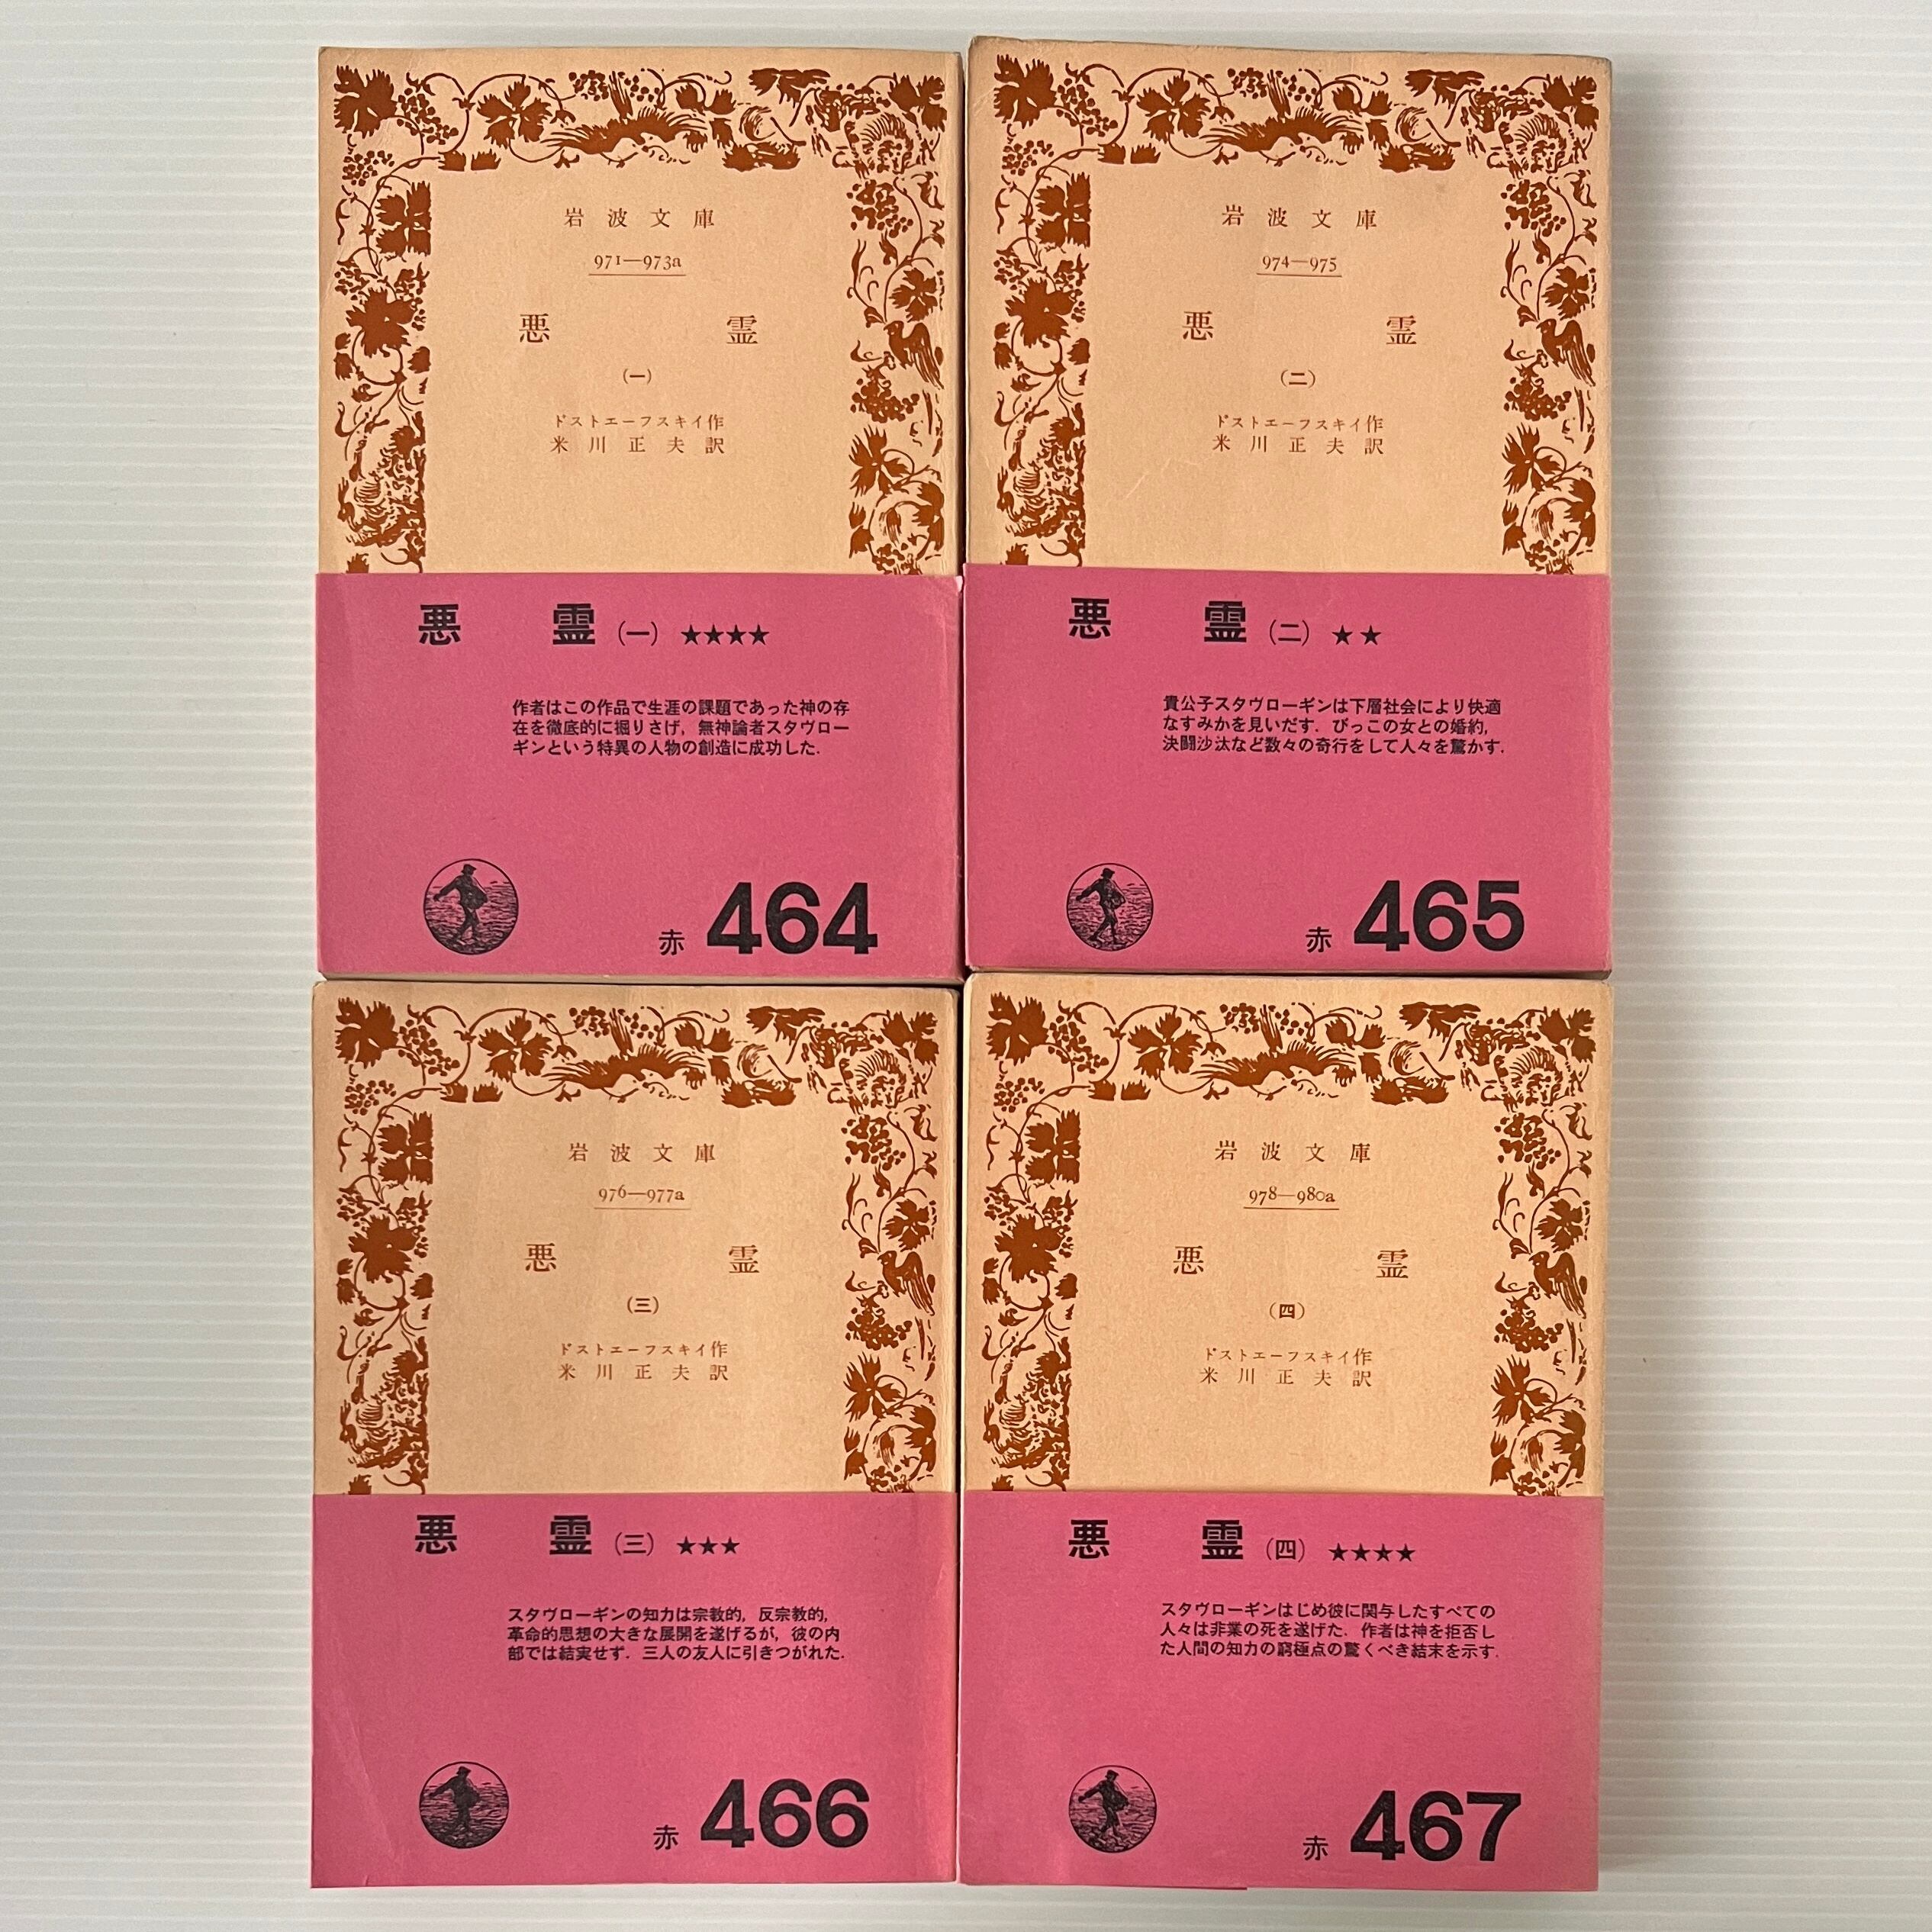 岩波文庫
971—973a
悪霊
(一)
ドストエーフスキイ作
米川正夫訳
悪霊(一) ★★★★
作者はこの作品で生涯の課題であった神の存
在を徹底的に掘りさげ,無神論者スタヴロー
ギンという特異の人物の創造に成功した.
赤 464
岩波文庫
974—975
悪霊
(二)
ドストエーフスキイ作
米川正夫訳
悪霊(二) ★★
貴公子スタヴローギンは下層社会により快適
なすみかを見いだす.びっこの女との婚約,
決闘沙汰など数々の奇行をして人々を驚かす.
赤 465
岩波文庫
976—977a
悪霊
(三)
ドストエーフスキイ作
米川正夫訳
悪霊(三) ★★★
スタヴローギンの知力は宗教的,反宗教的,
革命的思想の大きな展開を遂げるが,彼の内
部では結実せず.三人の友人に引きつがれた.
赤 466
岩波文庫
978—980a
悪霊
(四)
ドストエーフスキイ作
米川正夫訳
悪霊(四) ★★★★
スタヴローギンはじめ彼に関与したすべての
人々は非業の死を遂げた.作者は神を拒否し
た人間の知力の窮極点の驚くべき結末を示す.
赤 467